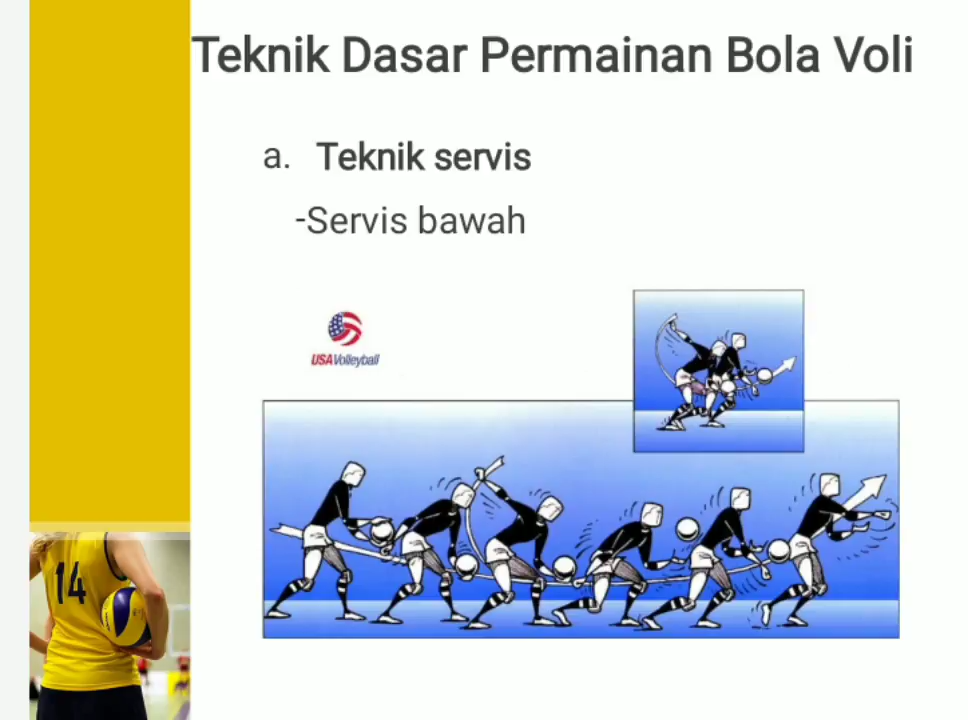 Teknik Dasar Permainan Bola Voli
a. Teknik servis
-Servis bawah
USA Volleyball
14